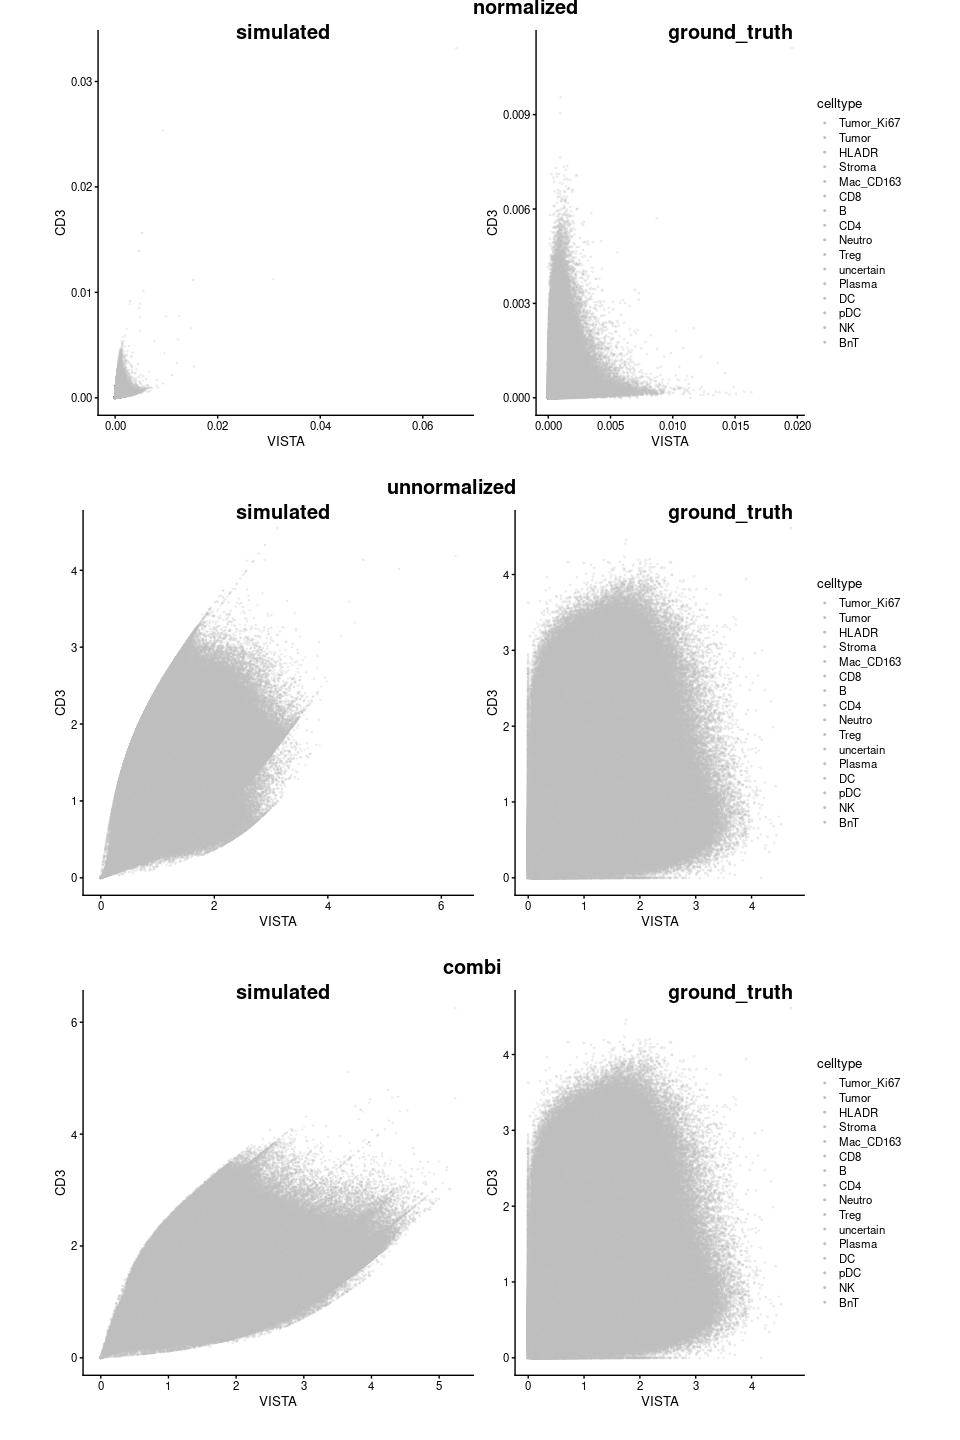 normalized
simulated
ground_truth
0.03
0.02
0.01
0.00
CD3
0.00 0.02 0.04 0.06
VISTA
0.009
0.006
0.003
0.000
CD3
0.000 0.005 0.010 0.015 0.020
VISTA
celltype
Tumor_Ki67
Tumor
HLADR
Stroma
Mac_CD163
CD8
B
CD4
Neutro
Treg
uncertain
Plasma
DC
pDC
NK
BnT
unnormalized
simulated
ground_truth
4
3
2
1
0
CD3
0 2 4 6
VISTA
4
3
2
1
0
CD3
0 1 2 3 4
VISTA
celltype
Tumor_Ki67
Tumor
HLADR
Stroma
Mac_CD163
CD8
B
CD4
Neutro
Treg
uncertain
Plasma
DC
pDC
NK
BnT
combi
simulated
ground_truth
6
4
2
0
CD3
0 1 2 3 4 5
VISTA
4
3
2
1
0
CD3
0 1 2 3 4
VISTA
celltype
Tumor_Ki67
Tumor
HLADR
Stroma
Mac_CD163
CD8
B
CD4
Neutro
Treg
uncertain
Plasma
DC
pDC
NK
BnT